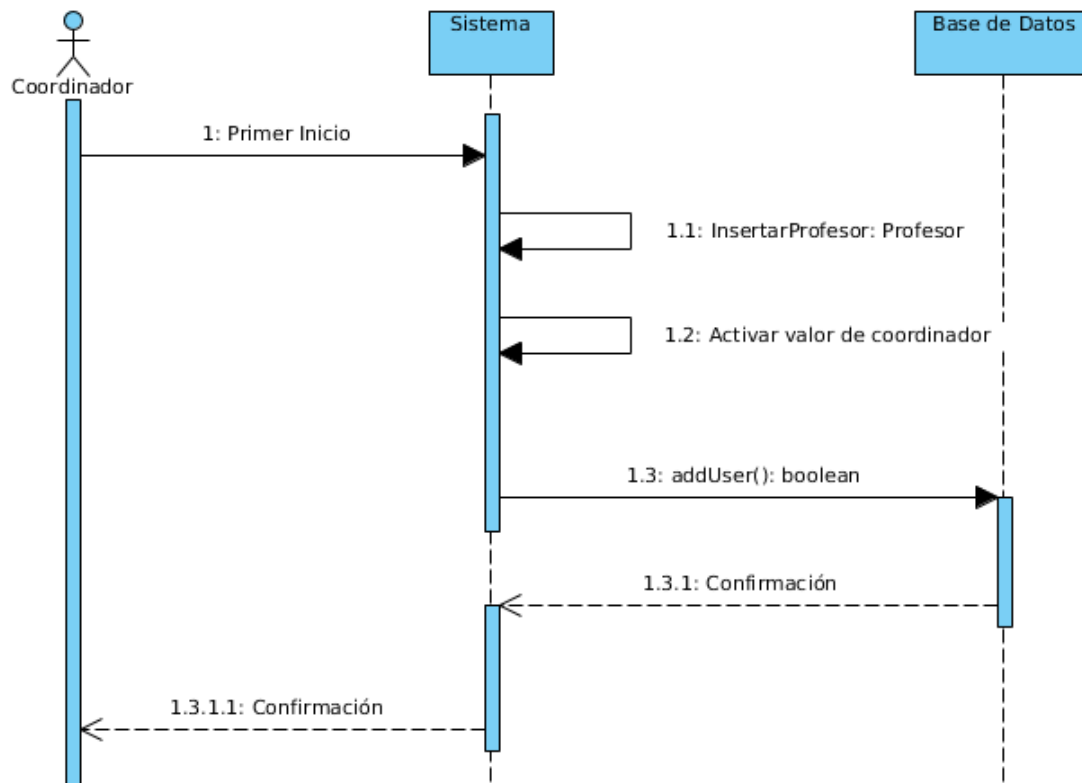 Sistema
Base de Datos
Coordinador
1: Primer Inicio
1.1: InsertarProfesor: Profesor
1.2: Activar valor de coordinador
1.3: addUser(): boolean
1.3.1: Confirmación
1.3.1.1: Confirmación